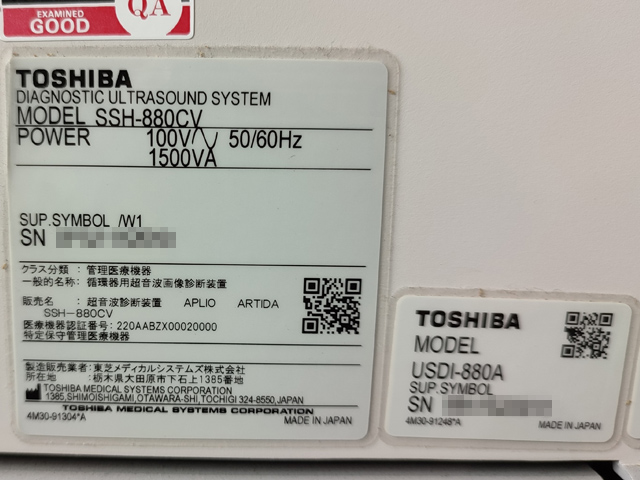 EXAMINED
GOOD
QA
TOSHIBA
DIAGNOSTIC ULTRASOUND SYSTEM
MODEL SSH-880CV
POWER 100V 50/60Hz
1500VA
SUP.SYMBOL /W1
SN
クラス分類：管理医療機器
一般的名称：循環器用超音波画像診断装置
販売名：超音波診断装置 APLIO ARTIDA
SSH-880CV
医療機器認証番号：220AABZX00020000
特定保守管理医療機器
製造販売業者：東芝メディカルシステムズ株式会社
所在地：栃木県大田原市下石上1385番地
TOSHIBA MEDICAL SYSTEMS CORPORATION
1385,SHIMOISHIGAMI,OTAWARA-SHI,TOCHIGI 324-8550,JAPAN
TOSHIBA MEDICAL SYSTEMS CORPORATION
4M30-91304*A MADE IN JAPAN
TOSHIBA
MODEL
USDI-880A
SUP.SYMBOL
SN
4M30-91248*A MADE IN JAPAN